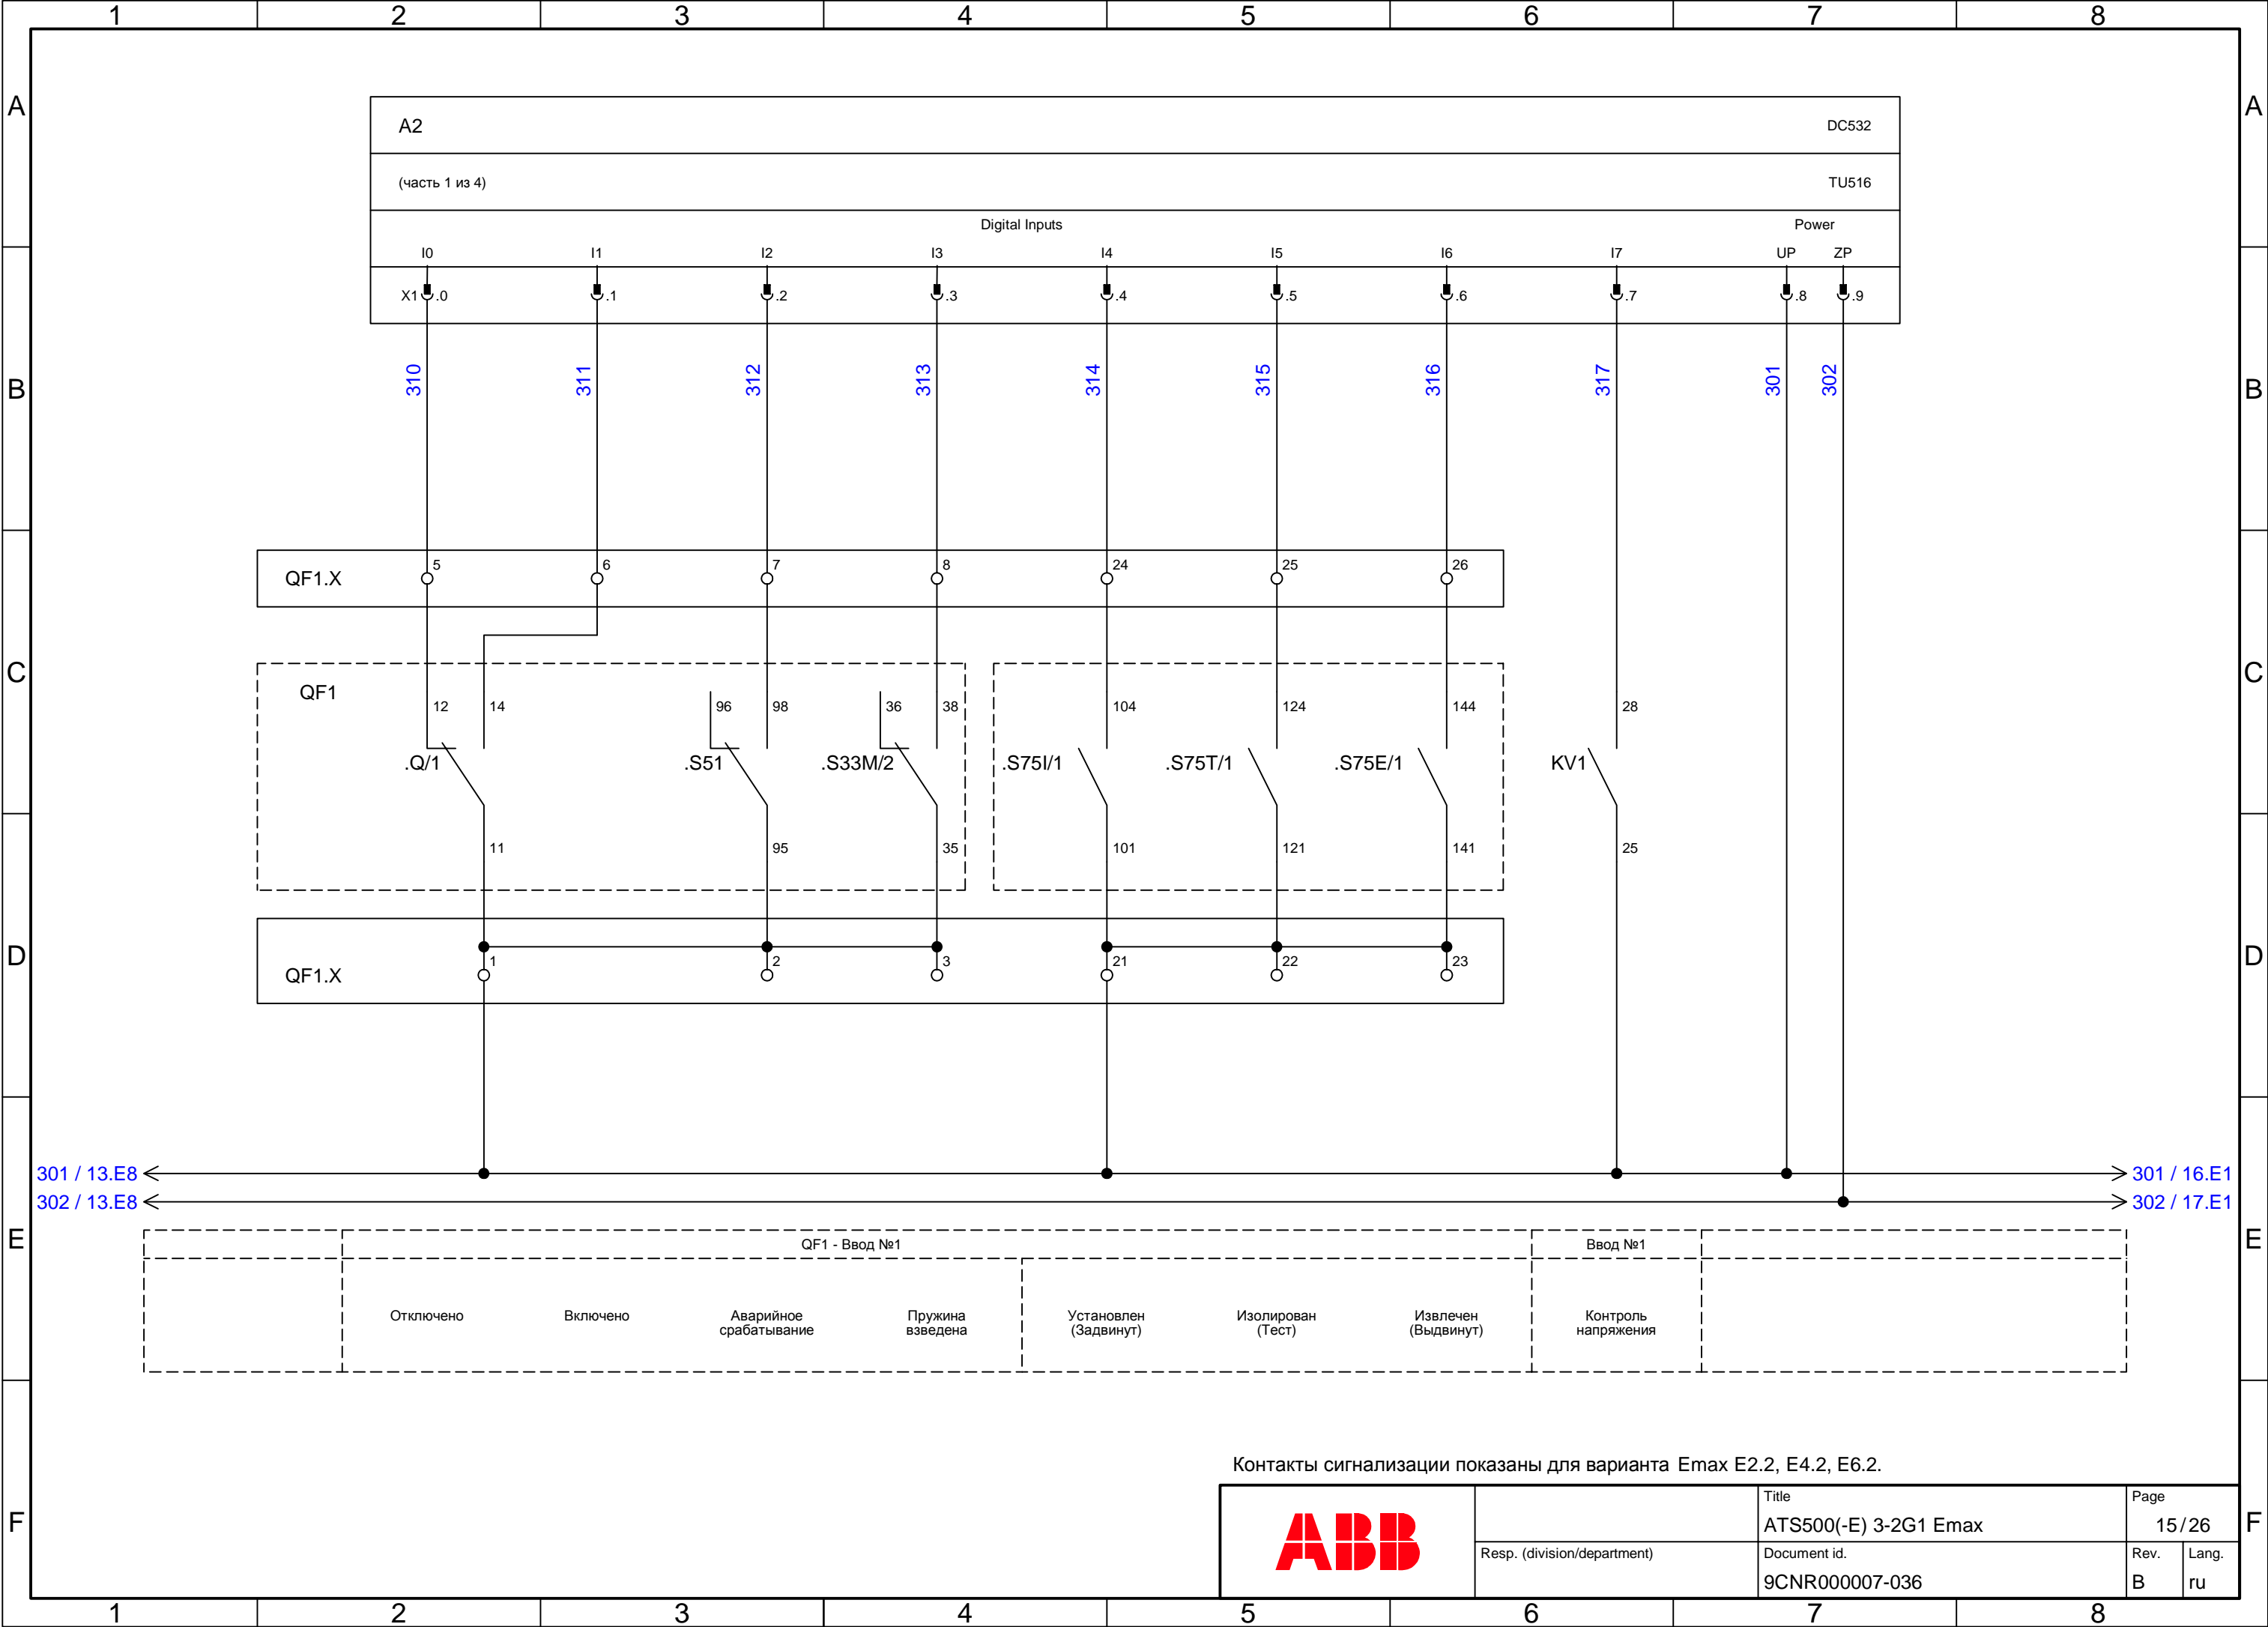 1 2 3 4 5 6 7 8
A A
A2 DC532
(часть 1 из 4) TU516
Digital Inputs Power
I0 I1 I2 I3 I4 I5 I6 I7 UP ZP
X1 .0 .1 .2 .3 .4 .5 .6 .7 .8 .9
B 310 311 312 313 314 315 316 317 301 302 B
QF1.X 5 6 7 8 24 25 26
C C
QF1
12 14 96 98 36 38 104 124 144 28
.Q/1 .S51 .S33M/2 .S75I/1 .S75T/1 .S75E/1 KV1
11 95 35 101 121 141 25
D D
QF1.X 1 2 3 21 22 23
301 / 13.E8 301 / 16.E1
302 / 13.E8 302 / 17.E1
E E
QF1 - Ввод №1 Ввод №1
Отключено Включено Аварийное Пружина Установлен Изолирован Извлечен Контроль
срабатывание взведена (Задвинут) (Тест) (Выдвинут) напряжения
Контакты сигнализации показаны для варианта Emax E2.2, E4.2, E6.2.
F F
ABB
Title Page
ATS500(-E) 3-2G1 Emax 15/26
Resp. (division/department) Document id. Rev. Lang.
9CNR000007-036 B ru
1 2 3 4 5 6 7 8